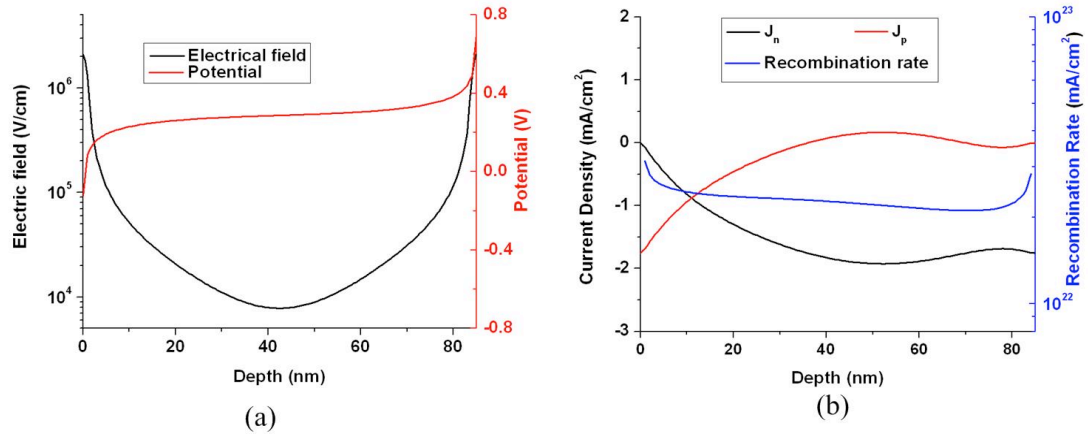 Electrical field
Potential
Electric field (V/cm)
10^6
10^5
10^4
0.8
0.4
0.0
-0.4
-0.8
Potential (V)
0 20 40 60 80
Depth (nm)
(a)
J_n J_p
Recombination rate
Current Density (mA/cm^2)
2
1
0
-1
-2
-3
10^23
10^22
Recombination Rate (mA/cm^2)
0 20 40 60 80
Depth (nm)
(b)